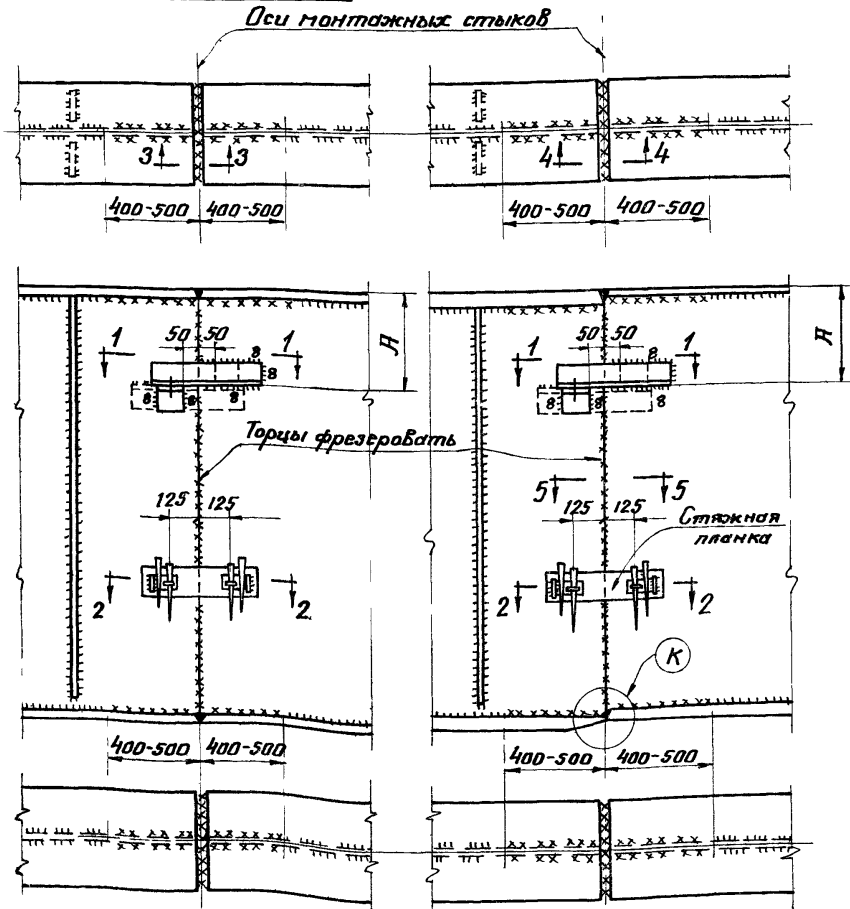 Оси монтажных стыков
3 3 4 4
400-500 400-500 400-500 400-500
1 50 50 1 А 1 50 50 1 А
8 8 8 8 8 8 8 8
Торцы фрезеровать
125 125 5 125 125 5
Стяжная
планка
2 2 2 2
К
400-500 400-500 400-500 400-500